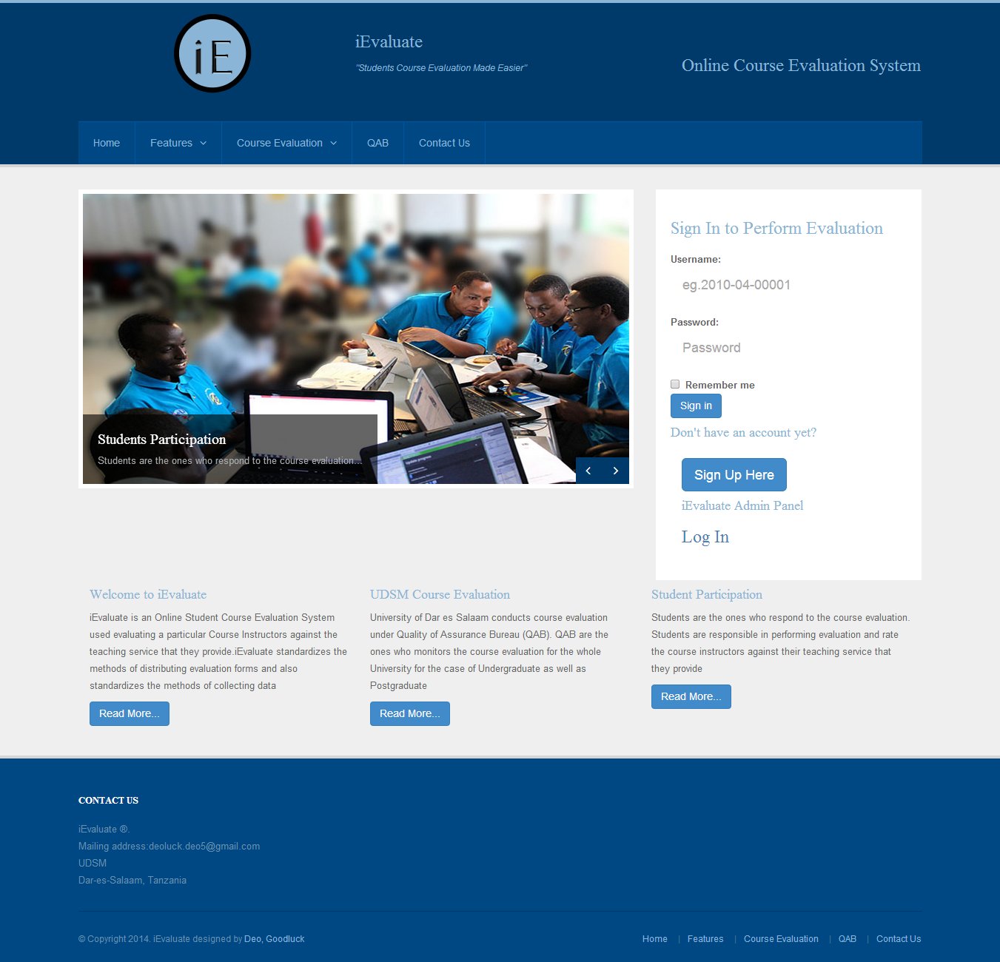 iE
iEvaluate
"Students Course Evaluation Made Easier"
Online Course Evaluation System
Home
Features
Course Evaluation
QAB
Contact Us
Students Participation
Students are the ones who respond to the course evaluation...
Sign In to Perform Evaluation
Username:
eg.2010-04-00001
Password:
Password
Remember me
Sign in
Don't have an account yet?
Sign Up Here
iEvaluate Admin Panel
Log In
Welcome to iEvaluate
iEvaluate is an Online Student Course Evaluation System
used evaluating a particular Course Instructors against the
teaching service that they provide.iEvaluate standardizes the
methods of distributing evaluation forms and also
standardizes the methods of collecting data
Read More...
UDSM Course Evaluation
University of Dar es Salaam conducts course evaluation
under Quality of Assurance Bureau (QAB). QAB are the
ones who monitors the course evaluation for the whole
University for the case of Undergraduate as well as
Postgraduate
Read More...
Student Participation
Students are the ones who respond to the course evaluation.
Students are responsible in performing evaluation and rate
the course instructors against their teaching service that
they provide
Read More...
CONTACT US
iEvaluate ®.
Mailing address:deoluck.deo5@gmail.com
UDSM
Dar-es-Salaam, Tanzania
© Copyright 2014. iEvaluate designed by Deo, Goodluck
Home | Features | Course Evaluation | QAB | Contact Us